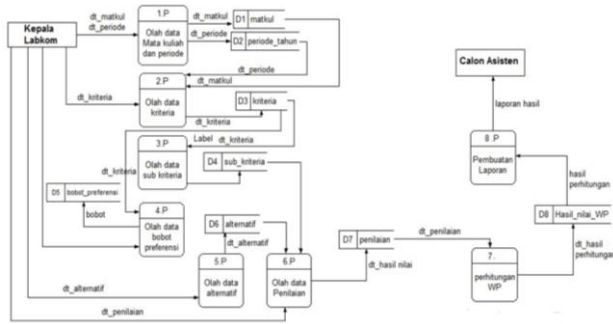 Kepala
Labkom
dt_matkul
dt_periode
1.P
Olah data
Mata kuliah
dan periode
dt_matkul
dt_periode
D1 matkul
D2 periode_tahun
dt_periode
dt_matkul
2.P
Olah data
kriteria
dt_kriteria
dt_kriteria
D3 kriteria
Label
dt_kriteria
3.P
Olah data
sub kriteria
D4 sub_kriteria
dt_kriteria
D5 bobot_preferensi
bobot
4.P
Olah data
bobot
preferensi
D6 alternatif
dt_alternatif
5.P
Olah data
alternatif
dt_alternatif
6.P
Olah data
Penilaian
dt_penilaian
D7 penilaian
dt_hasil nilai
dt_penilaian
7.
perhitungan
WP
dt_hasil
perhitungan
D8 Hasil_nilai_WP
hasil
perhitungan
8 .P
Pembuatan
Laporan
laporan hasil
Calon Asisten